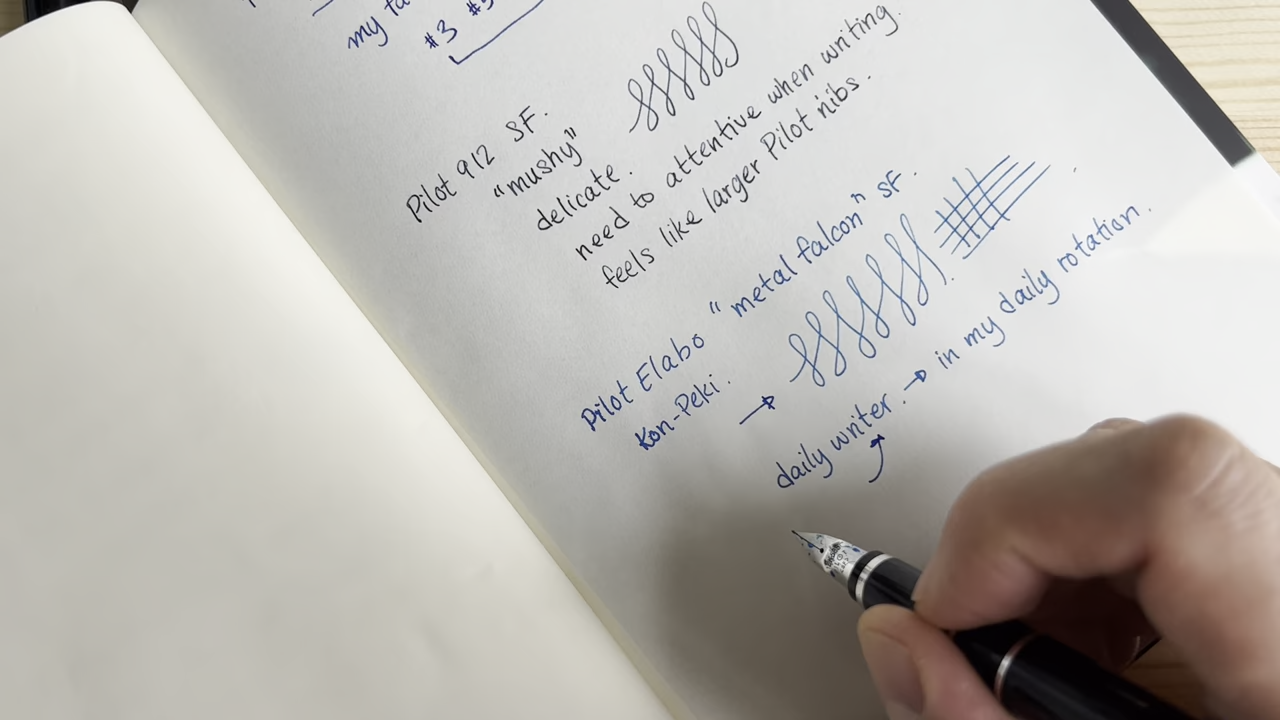 my
#3 #5
Pilot 912 SF.
"mushy"
delicate.
need to attentive when writing.
feels like larger Pilot nibs.
Pilot Elabo "metal falcon" SF.
Kon-Peki.
→
daily writer. → in my daily rotation.